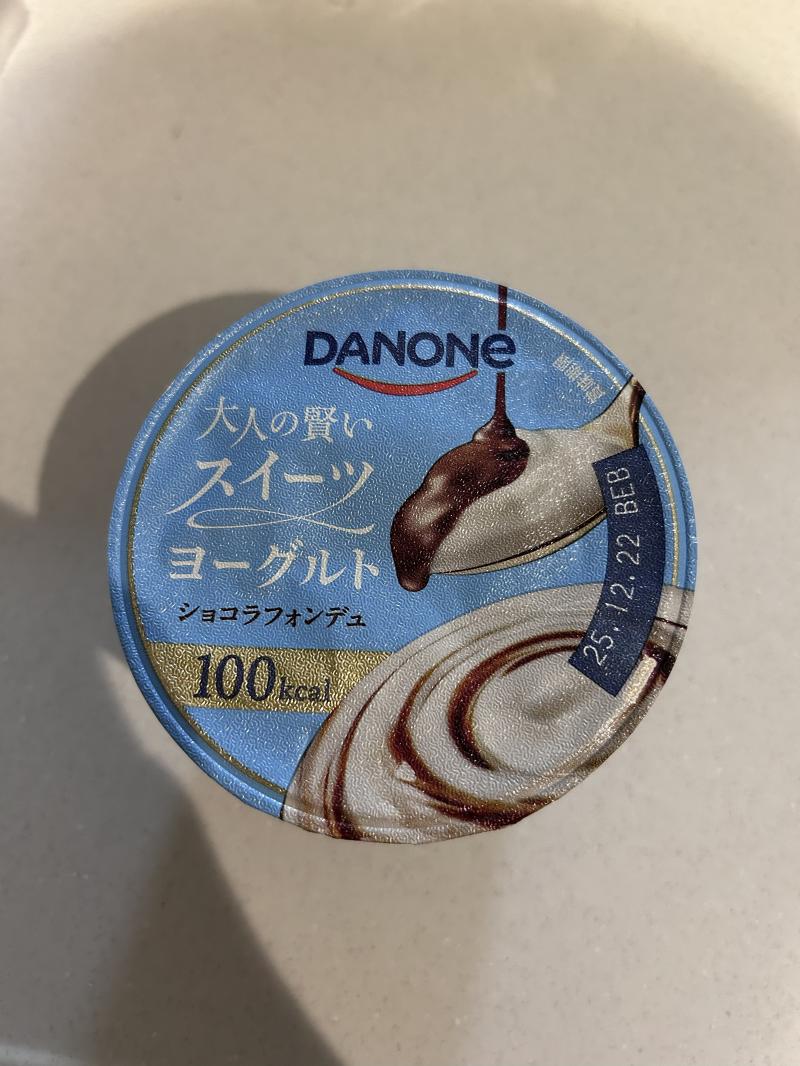 DANONE
大人の賢い
スイーツ
ヨーグルト
ショコラフォンデュ
100kcal
25.12.22 BEB